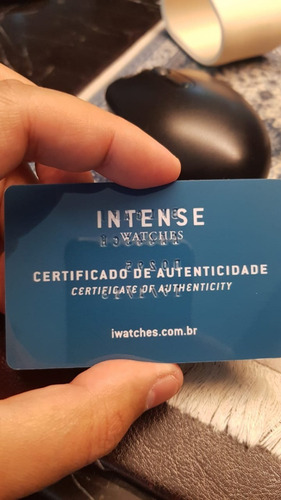 INTENSE
WATCHES
CERTIFICADO DE AUTENTICIDADE
CERTIFICATE OF AUTHENTICITY
iwatches.com.br